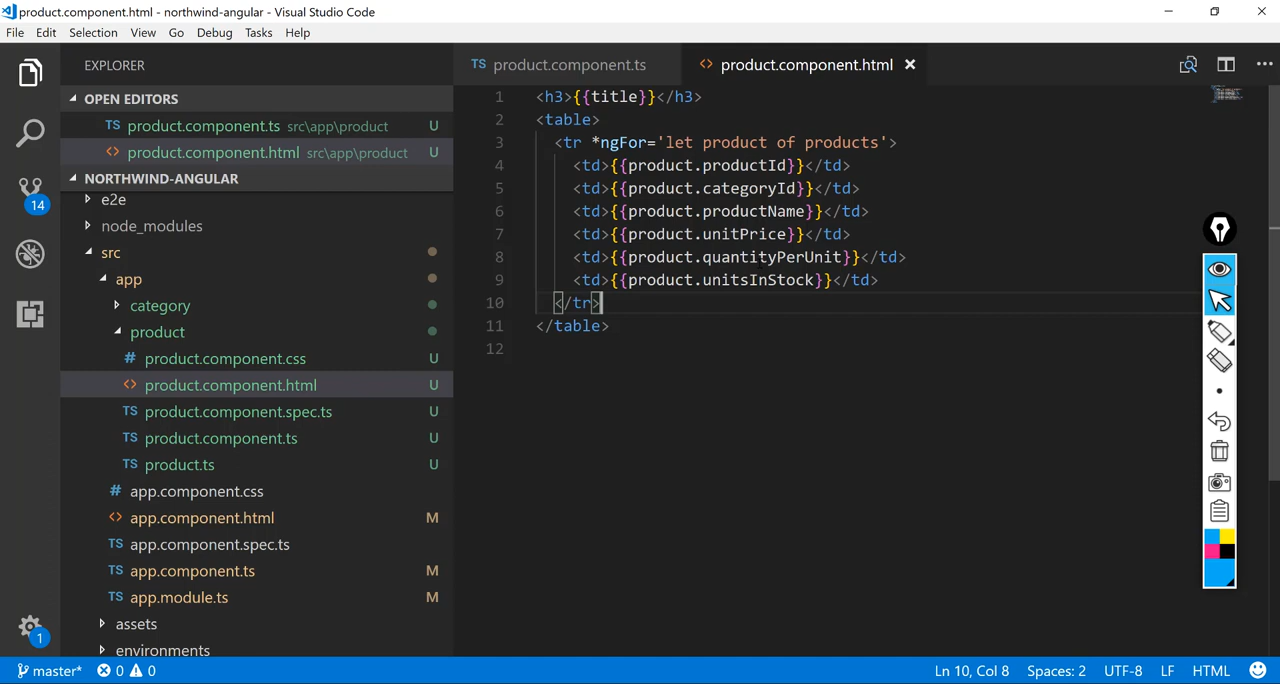 product.component.html - northwind-angular - Visual Studio Code
File Edit Selection View Go Debug Tasks Help
EXPLORER
OPEN EDITORS
TS product.component.ts src\app\product U
<> product.component.html src\app\product U
NORTHWIND-ANGULAR
e2e
node_modules
src
app
category
product
# product.component.css U
<> product.component.html U
TS product.component.spec.ts U
TS product.component.ts U
TS product.ts U
# app.component.css
<> app.component.html M
TS app.component.spec.ts
TS app.component.ts M
TS app.module.ts M
assets
environments
14
1
TS product.component.ts <> product.component.html
1 <h3>{{title}}</h3>
2 <table>
3 <tr *ngFor='let product of products'>
4 <td>{{product.productId}}</td>
5 <td>{{product.categoryId}}</td>
6 <td>{{product.productName}}</td>
7 <td>{{product.unitPrice}}</td>
8 <td>{{product.quantityPerUnit}}</td>
9 <td>{{product.unitsInStock}}</td>
10 </tr>
11 </table>
12
master* 0 0 Ln 10, Col 8 Spaces: 2 UTF-8 LF HTML